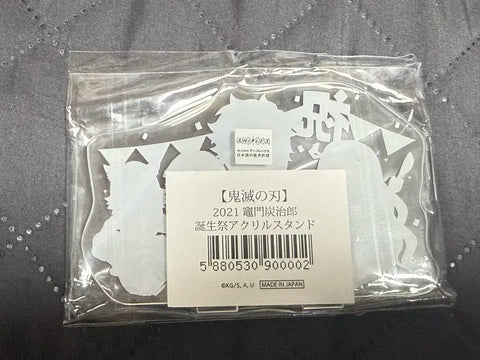 【鬼滅の刃】
2021 竈門炭治郎
誕生祭アクリルスタンド
5 880530 900002
©KG/S, A, U
MADE IN JAPAN